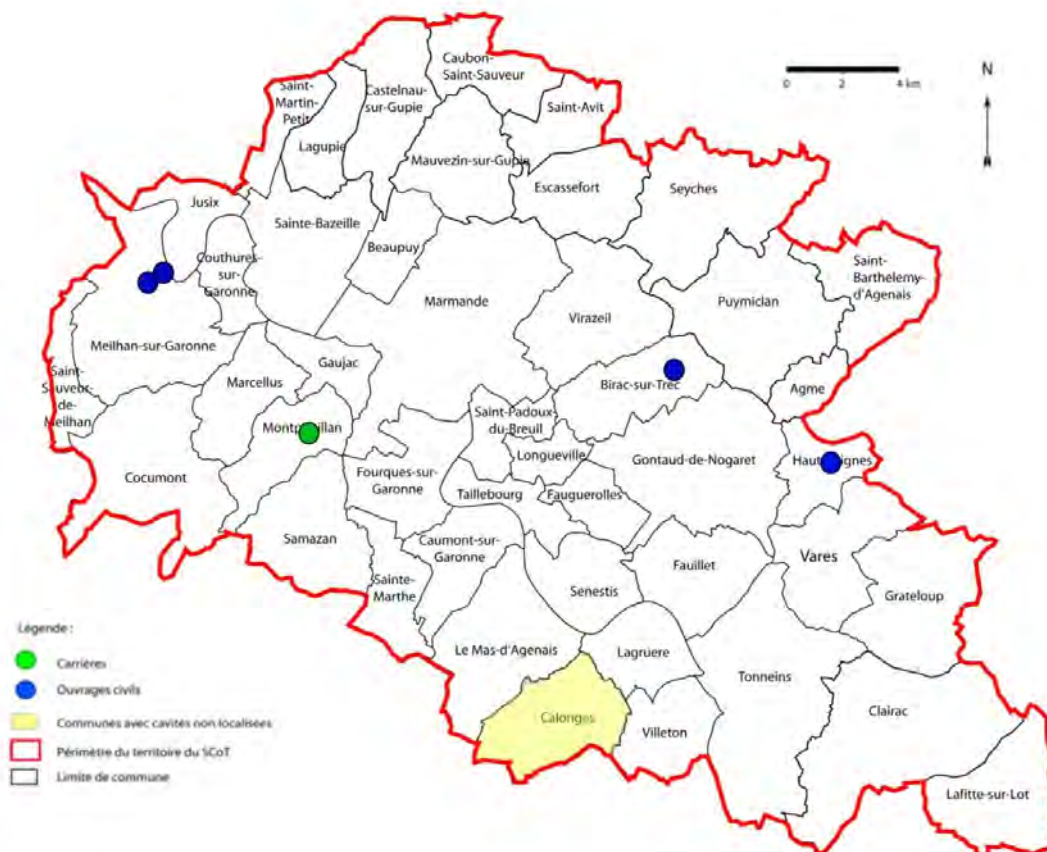 Caubon-
Saint-Sauveur
Saint-
Martin-
Petit
Castelnau-
sur-Gupie
Saint-Avit
Lagupie
Mauvezin-sur-Gupie
Escassefort
Seyches
0 2 4 km
N
Jusix
Sainte-Bazeille
Beaupuy
Couthures-
sur-
Garonne
Marmande
Virazeil
Puymiclan
Saint-
Barthelemy-
d'Agenais
Meilhan-sur-Garonne
Saint-
Sauveur-
de-
Meilhan
Marcellus
Gaujac
Birac-sur-Trec
Agme
Saint-Padoux-
du-Breuil
Longueville
Gontaud-de-Nogaret
Cocumont
Fourques-sur-
Garonne
Taillebourg
Fauguerolles
Samazan
Caumont-sur-
Garonne
Sainte-
Marthe
Senestis
Fauillet
Vares
Grateloup
Le Mas-d'Agenais
Lagruere
Tonneins
Calonges
Villeton
Clairac
Lafitte-sur-Lot
Légende :
Carrières
Ouvrages civils
Communes avec cavités non localisées
Périmètre du territoire du SCoT
Limite de commune